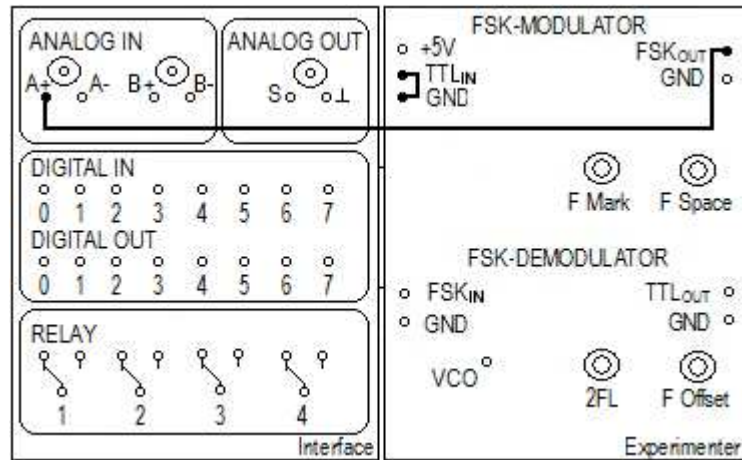 ANALOG IN
A+ A- B+ B-
ANALOG OUT
S ⊥
DIGITAL IN
0 1 2 3 4 5 6 7
DIGITAL OUT
0 1 2 3 4 5 6 7
RELAY
1 2 3 4
Interface
FSK-MODULATOR
+5V
TTLIN
GND
FSKOUT
GND
F Mark F Space
FSK-DEMODULATOR
FSKIN
GND
TTLOUT
GND
VCO
2FL F Offset
Experimenter